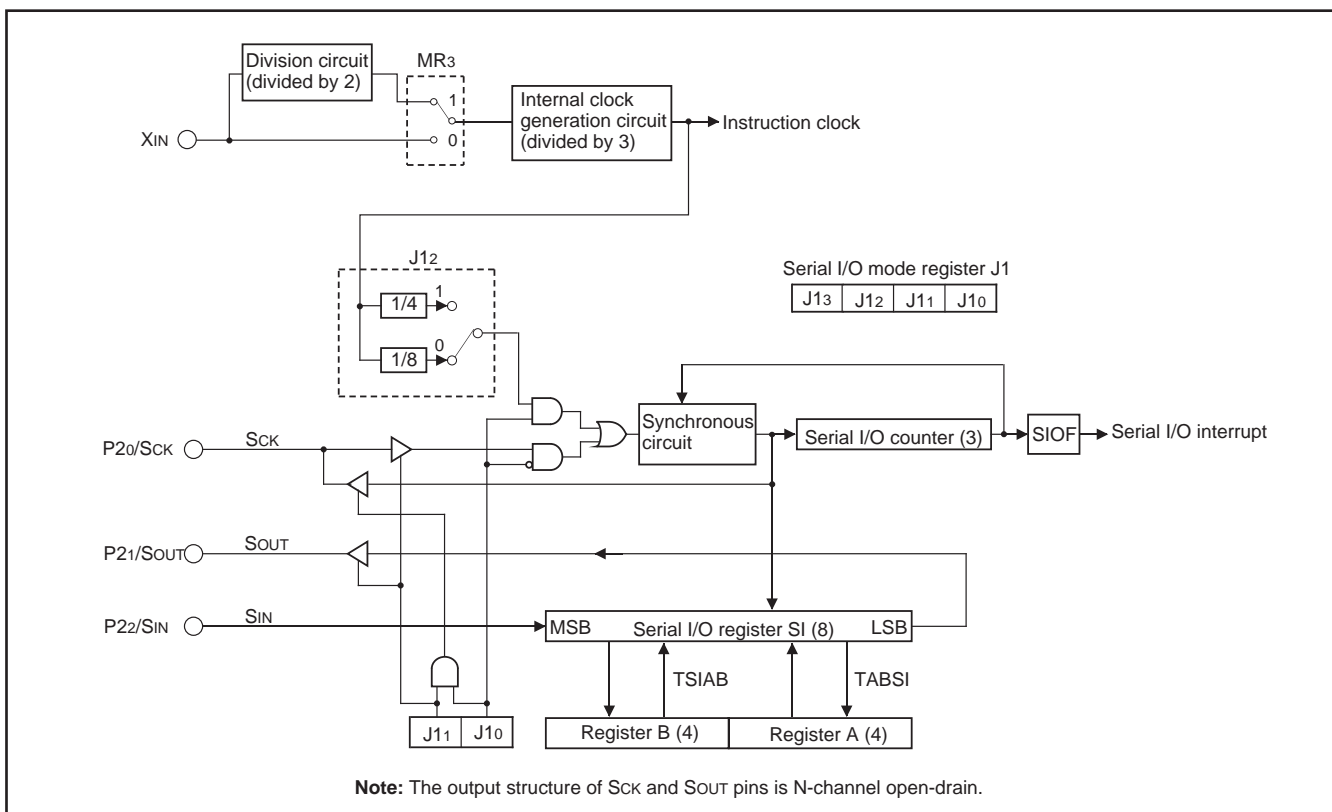 Division circuit
(divided by 2)
MR3
1
0
XIN
Internal clock
generation circuit
(divided by 3)
Instruction clock
J12
1/4
1
1/8
0
Serial I/O mode register J1
J13 J12 J11 J10
P20/SCK
SCK
Synchronous
circuit
Serial I/O counter (3)
SIOF
Serial I/O interrupt
P21/SOUT
SOUT
P22/SIN
SIN
MSB Serial I/O register SI (8) LSB
TSIAB
TABSI
J11 J10
Register B (4) Register A (4)
Note: The output structure of SCK and SOUT pins is N-channel open-drain.